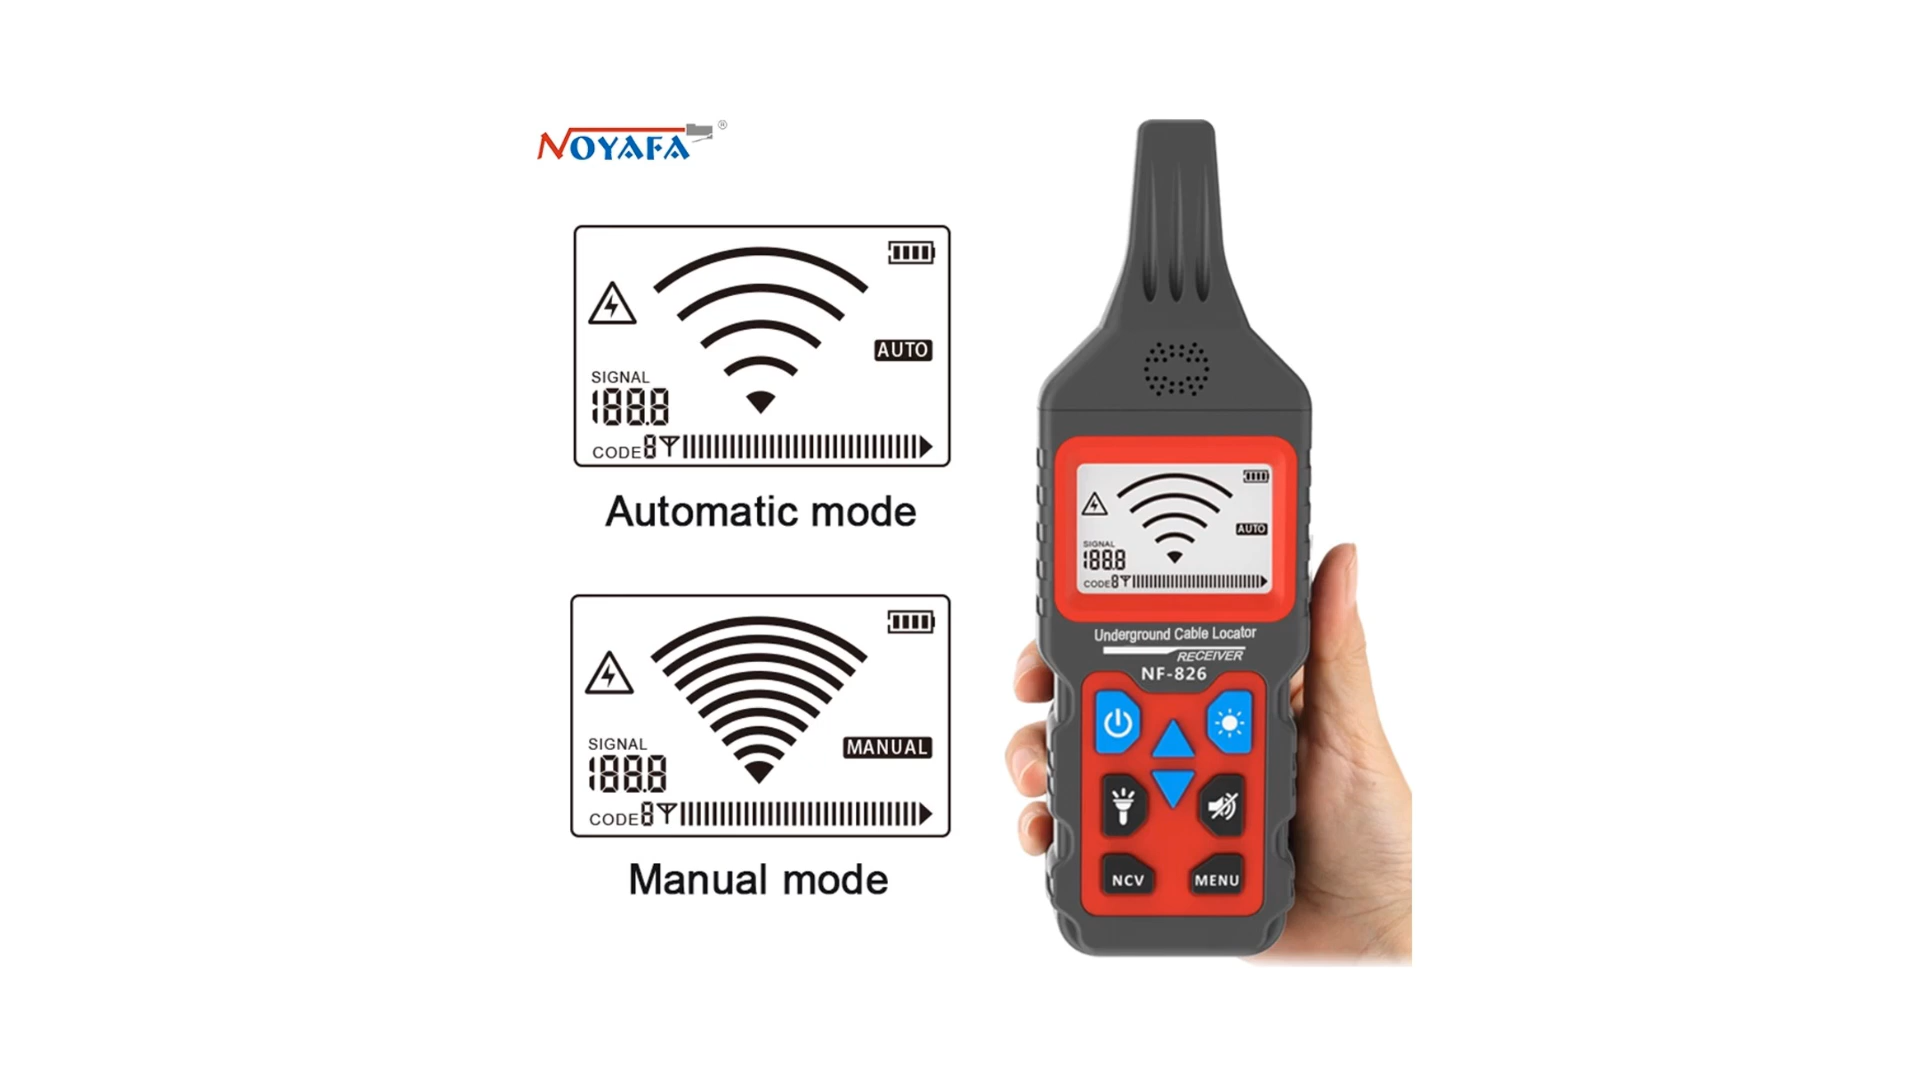 NOYAFA®
AUTO
SIGNAL
188.8
CODE 8
Automatic mode
MANUAL
SIGNAL
188.8
CODE 8
Manual mode
AUTO
SIGNAL
188.8
CODE 8
Underground Cable Locator
RECEIVER
NF-826
NCV
MENU